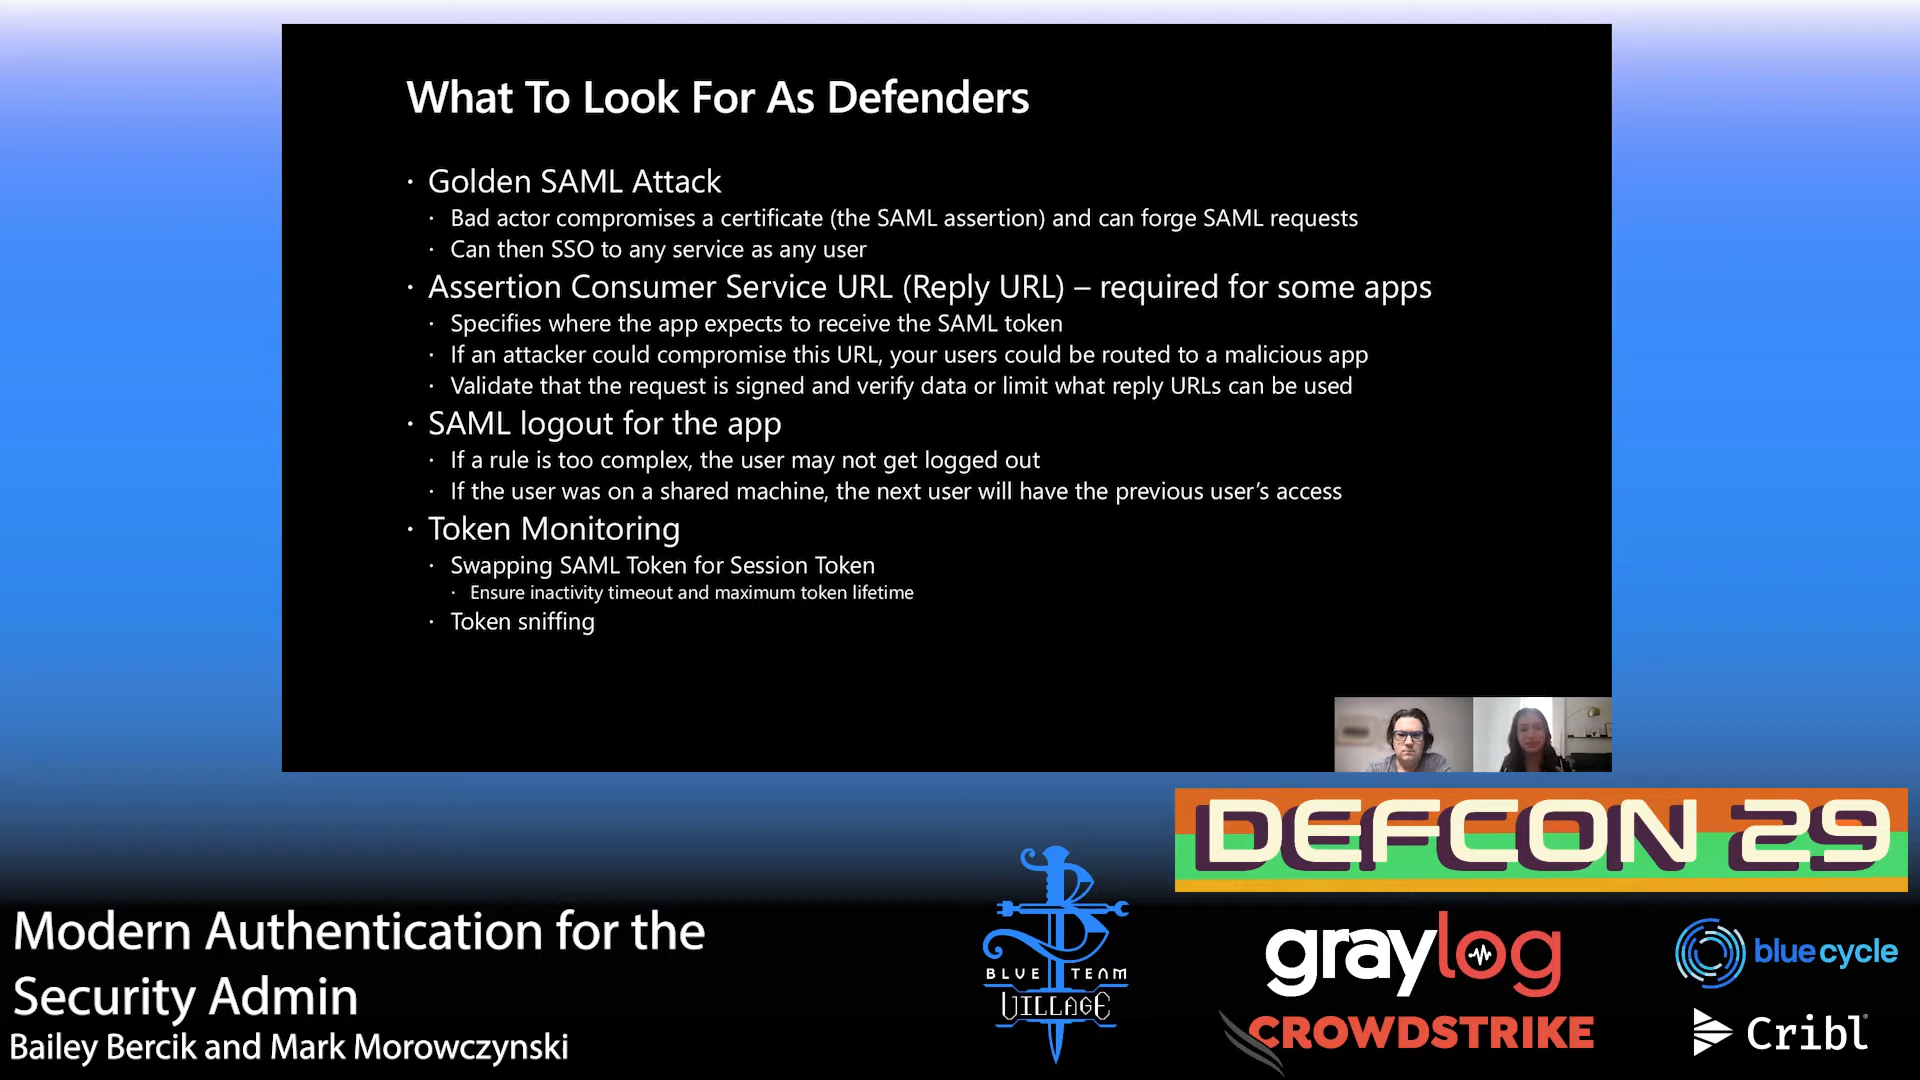 What To Look For As Defenders
· Golden SAML Attack
· Bad actor compromises a certificate (the SAML assertion) and can forge SAML requests
· Can then SSO to any service as any user
· Assertion Consumer Service URL (Reply URL) – required for some apps
· Specifies where the app expects to receive the SAML token
· If an attacker could compromise this URL, your users could be routed to a malicious app
· Validate that the request is signed and verify data or limit what reply URLs can be used
· SAML logout for the app
· If a rule is too complex, the user may not get logged out
· If the user was on a shared machine, the next user will have the previous user’s access
· Token Monitoring
· Swapping SAML Token for Session Token
· Ensure inactivity timeout and maximum token lifetime
· Token sniffing
DEFCON 29
Modern Authentication for the
Security Admin
Bailey Bercik and Mark Morowczynski
BLUE TEAM
VILLAGE
graylog
blue cycle
CROWDSTRIKE
Cribl